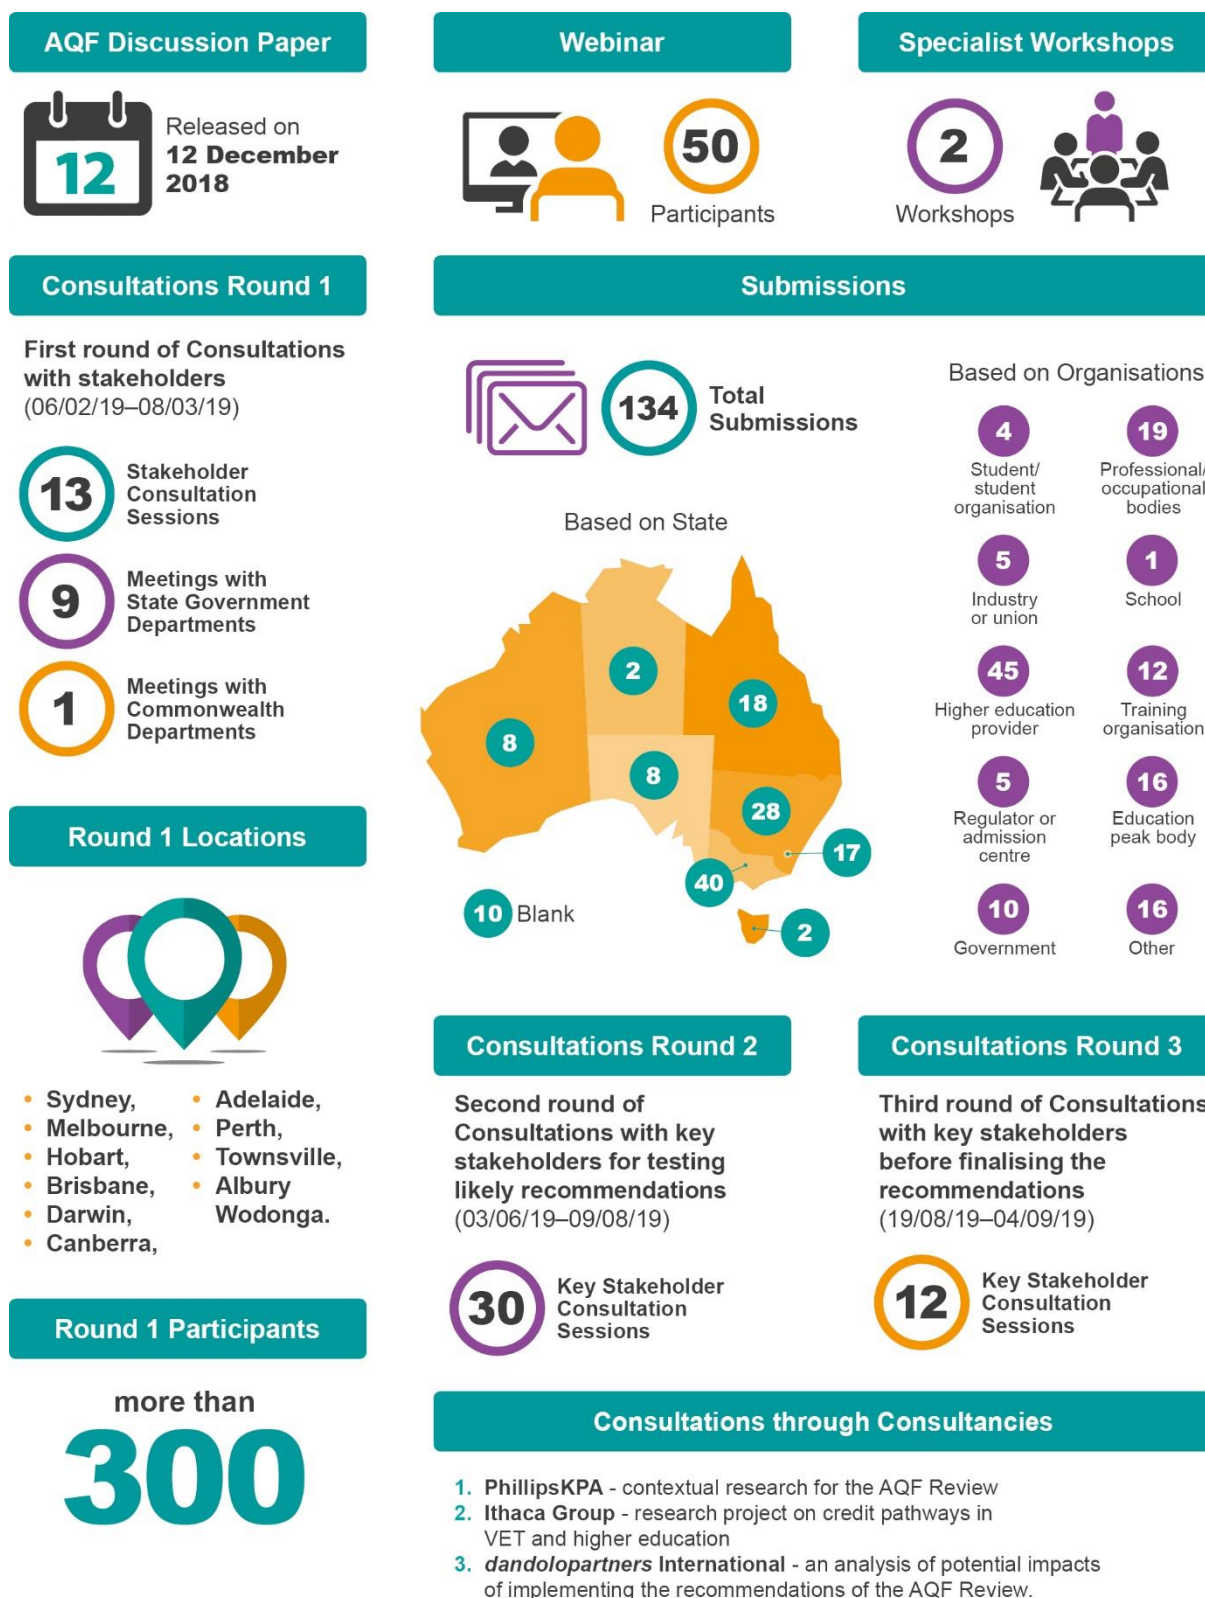 AQF Discussion Paper
12
Released on
12 December
2018
Webinar
50
Participants
Specialist Workshops
2
Workshops
Consultations Round 1
First round of Consultations
with stakeholders
(06/02/19–08/03/19)
13
Stakeholder
Consultation
Sessions
9
Meetings with
State Government
Departments
1
Meetings with
Commonwealth
Departments
Round 1 Locations
• Sydney,
• Melbourne,
• Hobart,
• Brisbane,
• Darwin,
• Canberra,
• Adelaide,
• Perth,
• Townsville,
• Albury
Wodonga.
Round 1 Participants
more than
300
Submissions
134
Total
Submissions
Based on State
2
18
8
8
28
17
40
2
10 Blank
Based on Organisations
4
Student/
student
organisation
19
Professional/
occupational
bodies
5
Industry
or union
1
School
45
Higher education
provider
12
Training
organisation
5
Regulator or
admission
centre
16
Education
peak body
10
Government
16
Other
Consultations Round 2
Second round of
Consultations with key
stakeholders for testing
likely recommendations
(03/06/19–09/08/19)
30
Key Stakeholder
Consultation
Sessions
Consultations Round 3
Third round of Consultations
with key stakeholders
before finalising the
recommendations
(19/08/19–04/09/19)
12
Key Stakeholder
Consultation
Sessions
Consultations through Consultancies
1. PhillipsKPA - contextual research for the AQF Review
2. Ithaca Group - research project on credit pathways in
VET and higher education
3. dandolopartners International - an analysis of potential impacts
of implementing the recommendations of the AQF Review.